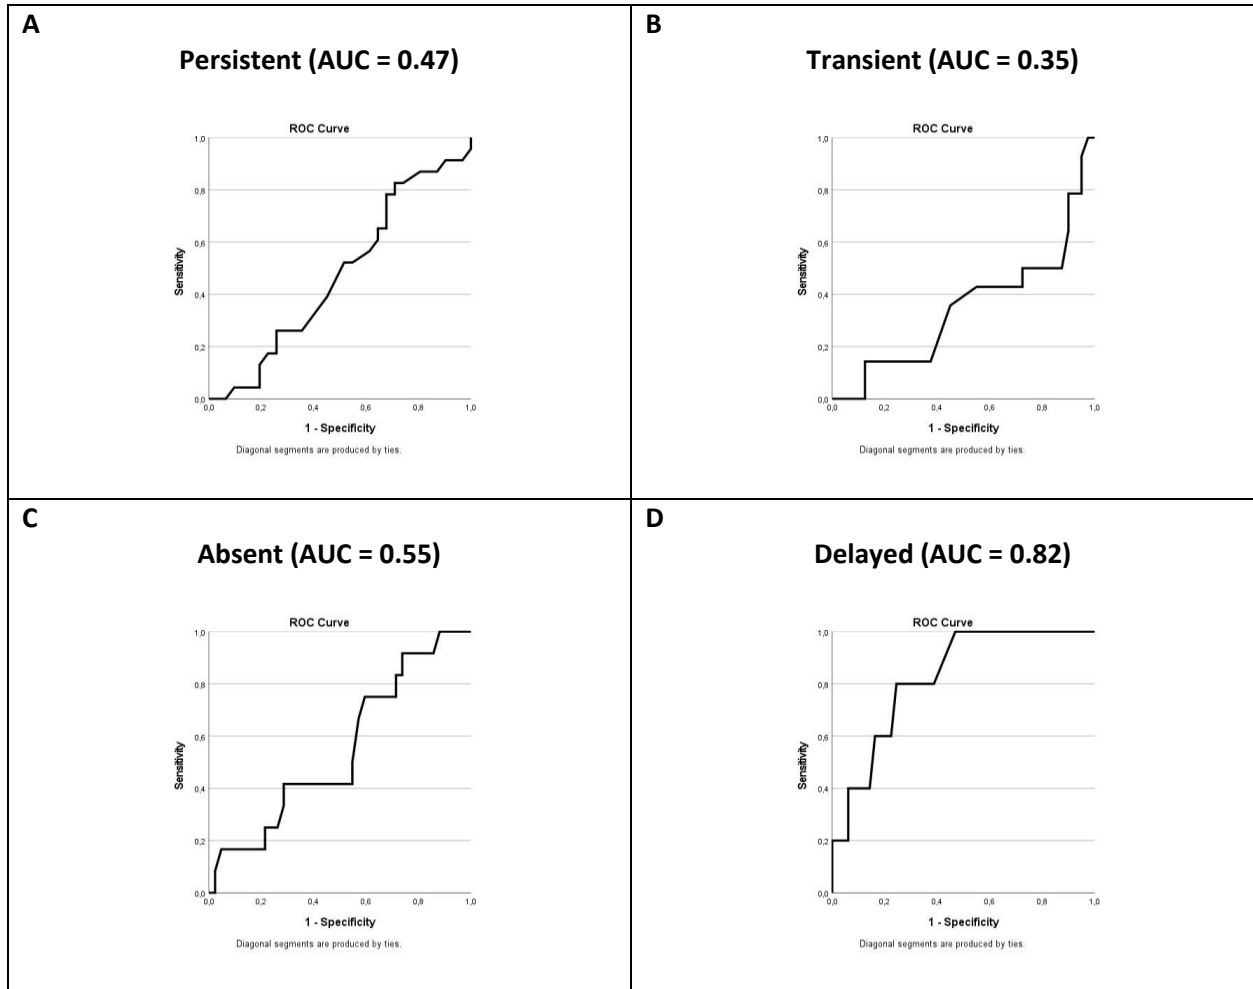 A
Persistent (AUC = 0.47)
ROC Curve
1,0
0,8
0,6
0,4
0,2
0,0
Sensitivity
0,0 0,2 0,4 0,6 0,8 1,0
1 - Specificity
Diagonal segments are produced by ties.
B
Transient (AUC = 0.35)
ROC Curve
1,0
0,8
0,6
0,4
0,2
0,0
Sensitivity
0,0 0,2 0,4 0,6 0,8 1,0
1 - Specificity
Diagonal segments are produced by ties.
C
Absent (AUC = 0.55)
ROC Curve
1,0
0,8
0,6
0,4
0,2
0,0
Sensitivity
0,0 0,2 0,4 0,6 0,8 1,0
1 - Specificity
Diagonal segments are produced by ties.
D
Delayed (AUC = 0.82)
ROC Curve
1,0
0,8
0,6
0,4
0,2
0,0
Sensitivity
0,0 0,2 0,4 0,6 0,8 1,0
1 - Specificity
Diagonal segments are produced by ties.